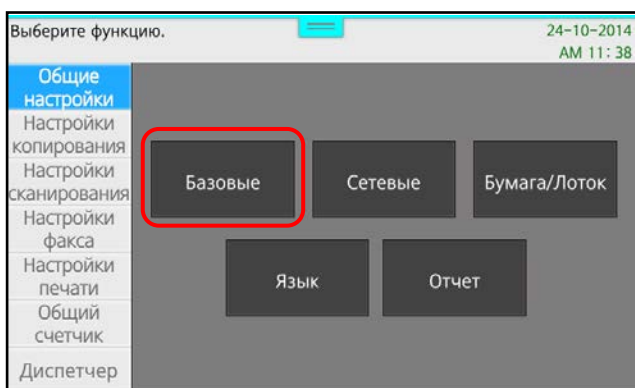 Выберите функцию.
24-10-2014
AM 11:38
Общие
настройки
Настройки
копирования
Настройки
сканирования
Настройки
факса
Настройки
печати
Общий
счетчик
Диспетчер
Базовые
Сетевые
Бумага/Лоток
Язык
Отчет